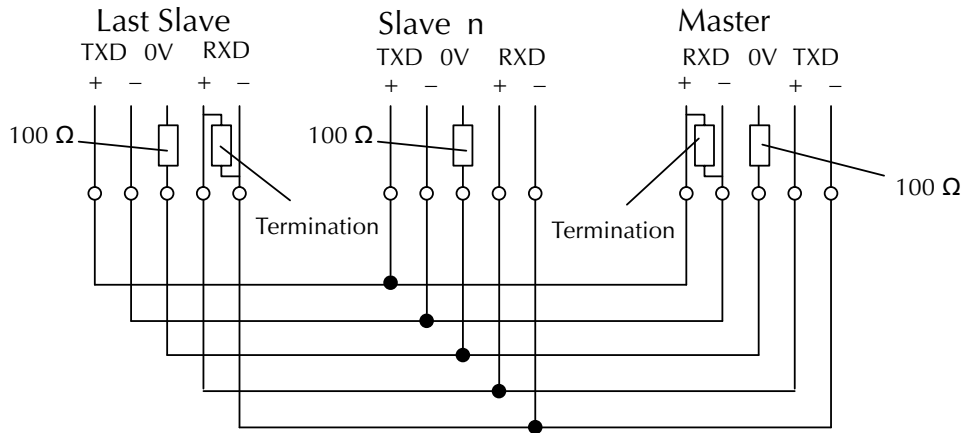 Last Slave Slave n Master
TXD 0V RXD TXD 0V RXD RXD 0V TXD
+ – + – + – + – + – + –
100 Ω 100 Ω
100 Ω
Termination Termination